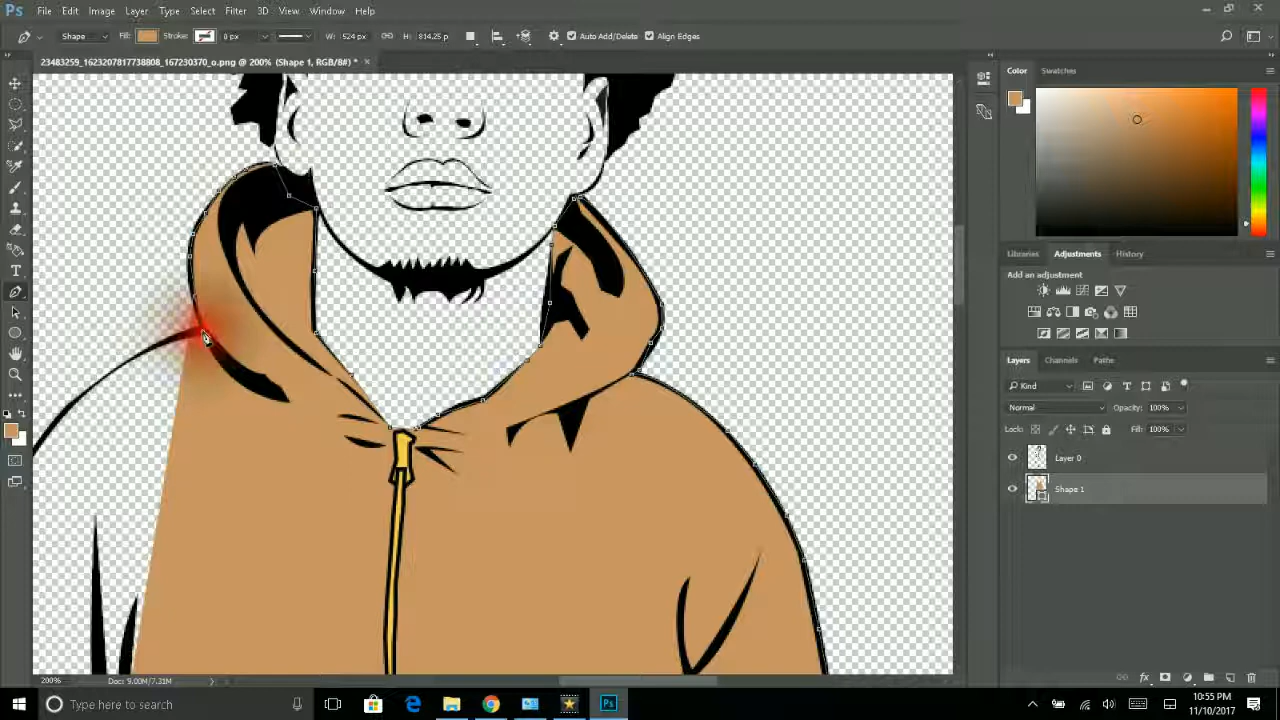 Ps File Edit Image Layer Type Select Filter 3D View Window Help
Shape Fill: Stroke: 0 px W: 524 px H: 814.25 p Auto Add/Delete Align Edges
23483259_1623207817738808_167230370_o.png @ 200% (Shape 1, RGB/8#) * ×
Color Swatches
Libraries Adjustments History
Add an adjustment
Layers Channels Paths
Kind
Normal Opacity: 100%
Lock: Fill: 100%
Layer 0
Shape 1
200% Doc: 9.00M/7.31M
Type here to search
Ps
10:55 PM
11/10/2017